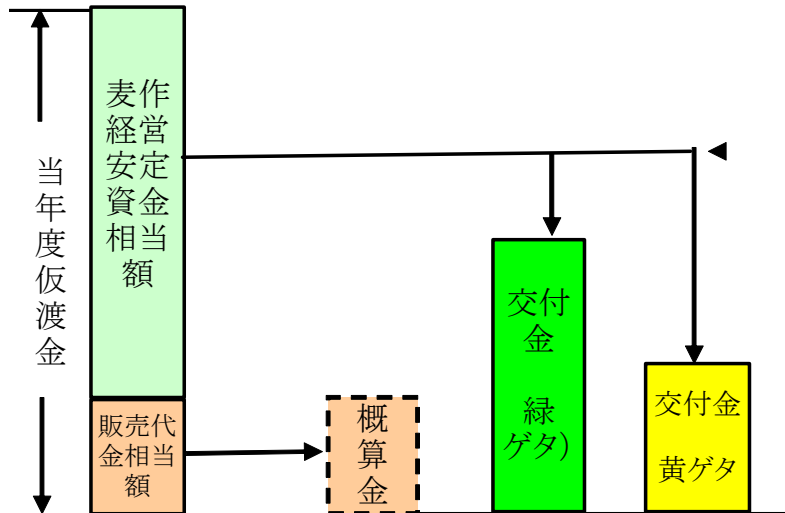 当年度仮渡金
麦作
経営
安定
資金
相当
額
販売代
金相当
額
概算金
交付
金
緑
ゲタ）
交付金
黄ゲタ